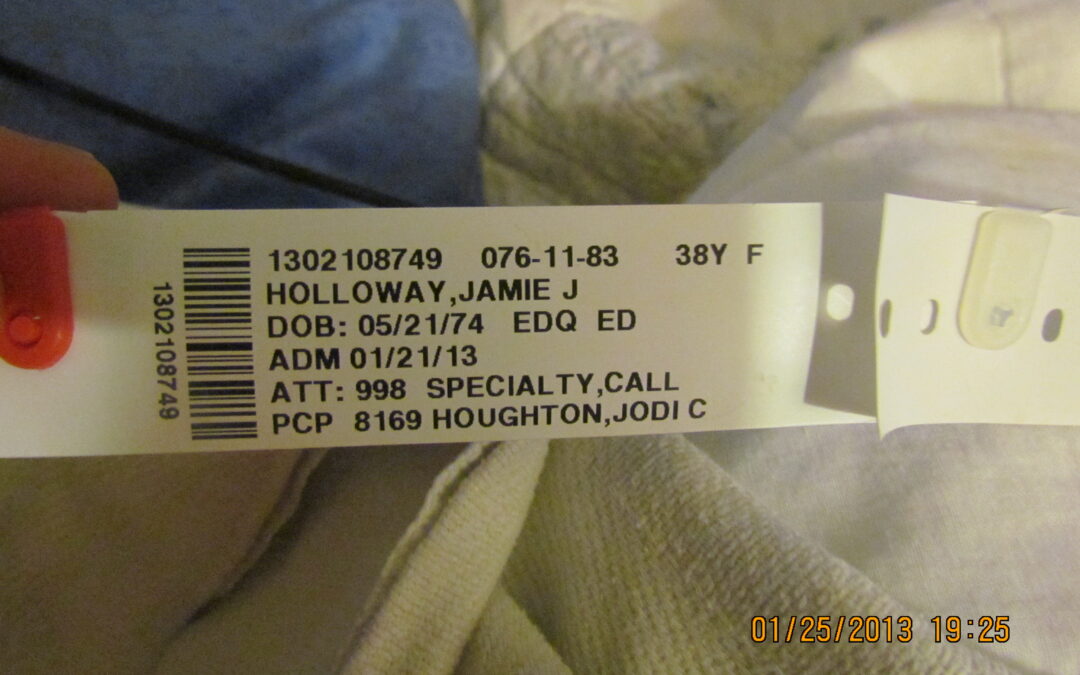 1302108749 076-11-83 38Y F
HOLLOWAY,JAMIE J
DOB: 05/21/74 EDQ ED
ADM 01/21/13
ATT: 998 SPECIALTY,CALL
PCP 8169 HOUGHTON,JODI C
1302108749
01/25/2013 19:25